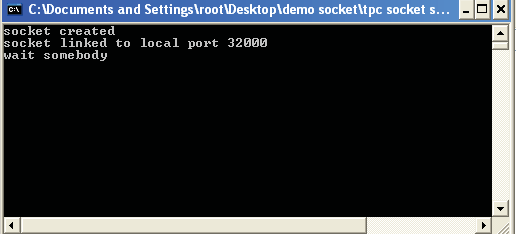 C:\Documents and Settings\root\Desktop\demo socket\tpc socket s...
socket created
socket linked to local port 32000
wait somebody